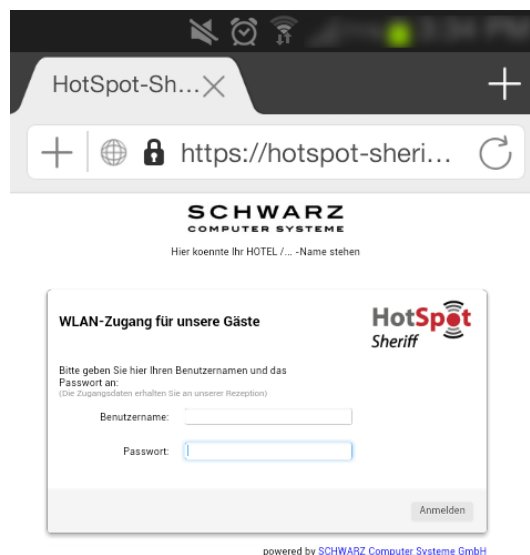 HotSpot-Sh...
https://hotspot-sheri...
SCHWARZ
COMPUTER SYSTEME
Hier koennte Ihr HOTEL /... -Name stehen
WLAN-Zugang für unsere Gäste
HotSpot
Sheriff
Bitte geben Sie hier Ihren Benutzernamen und das
Passwort an:
(Die Zugangsdaten erhalten Sie an unserer Rezeption)
Benutzername:
Passwort:
Anmelden
powered by SCHWARZ Computer Systeme GmbH